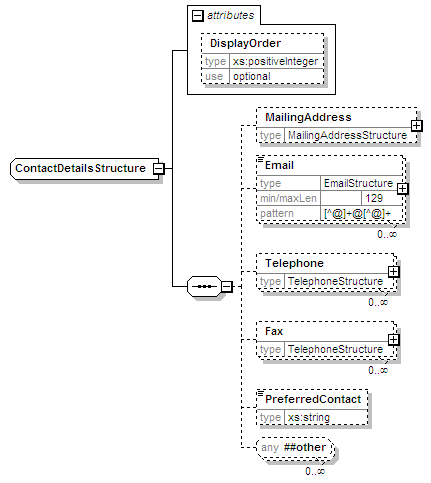 attributes
DisplayOrder
type xs:positiveInteger
use optional
ContactDetailsStructure
MailingAddress
type MailingAddressStructure
Email
type EmailStructure
min/maxLen 129
pattern [^@]+@[^@]+
0..∞
Telephone
type TelephoneStructure
0..∞
Fax
type TelephoneStructure
0..∞
PreferredContact
type xs:string
any ##other
0..∞